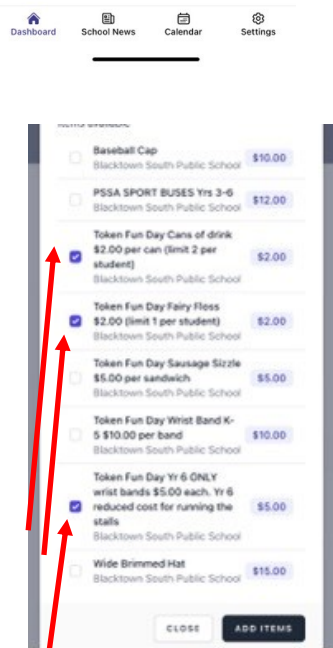 Dashboard
School News
Calendar
Settings
Items available
Baseball Cap
Blacktown South Public School
$10.00
PSSA SPORT BUSES Yrs 3-6
Blacktown South Public School
$12.00
Token Fun Day Cans of drink
$2.00 per can (limit 2 per
student)
Blacktown South Public School
$2.00
Token Fun Day Fairy Floss
$2.00 (limit 1 per student)
Blacktown South Public School
$2.00
Token Fun Day Sausage Sizzle
$5.00 per sandwich
Blacktown South Public School
$5.00
Token Fun Day Wrist Band K-
5 $10.00 per band
Blacktown South Public School
$10.00
Token Fun Day Yr 6 ONLY
wrist bands $5.00 each. Yr 6
reduced cost for running the
stalls
Blacktown South Public School
$5.00
Wide Brimmed Hat
Blacktown South Public School
$15.00
CLOSE
ADD ITEMS